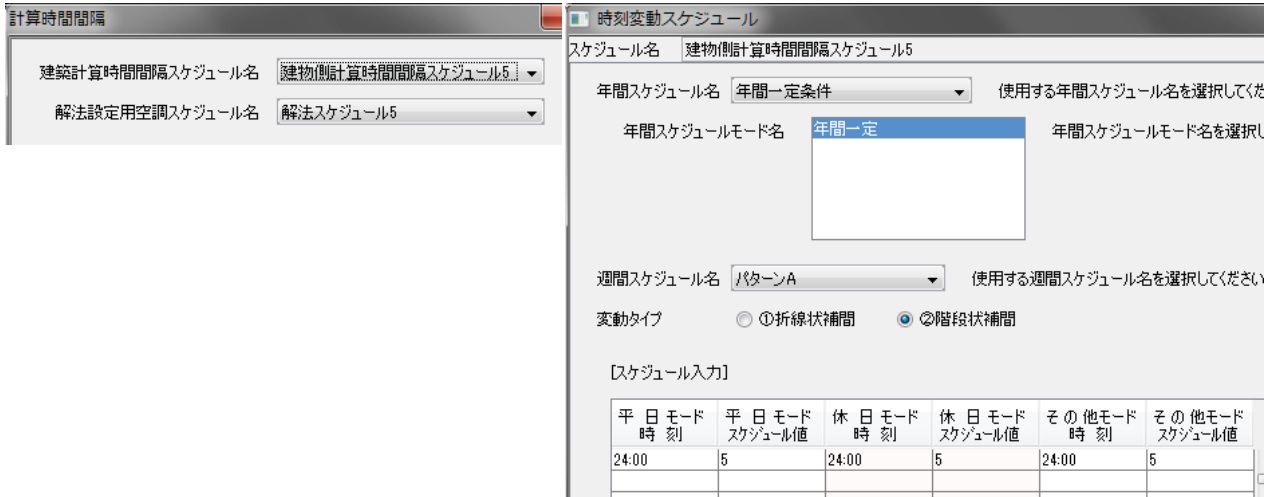 計算時間間隔
建築計算時間間隔スケジュール名 建物側計算時間間隔スケジュール5
解法設定用空調スケジュール名 解法スケジュール5
時刻変動スケジュール
スケジュール名 建物側計算時間間隔スケジュール5
年間スケジュール名 年間一定条件 使用する年間スケジュール名を選択してくだ
年間スケジュールモード名 年間一定 年間スケジュールモード名を選択し
週間スケジュール名 パターンA 使用する週間スケジュール名を選択してください
変動タイプ ①折線状補間 ②階段状補間
[スケジュール入力]
平 日 モード 平 日 モード 休 日 モード 休 日 モード その他モード その他モード
時 刻 スケジュール値 時 刻 スケジュール値 時 刻 スケジュール値
24:00 5 24:00 5 24:00 5